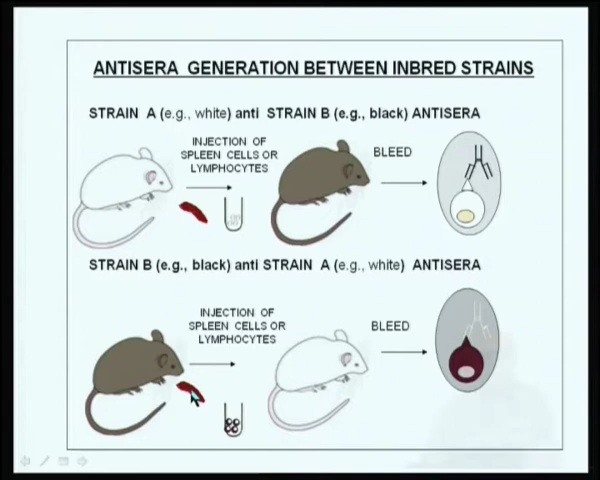 ANTISERA GENERATION BETWEEN INBRED STRAINS
STRAIN A (e.g., white) anti STRAIN B (e.g., black) ANTISERA
INJECTION OF
SPLEEN CELLS OR
LYMPHOCYTES
BLEED
STRAIN B (e.g., black) anti STRAIN A (e.g., white) ANTISERA
INJECTION OF
SPLEEN CELLS OR
LYMPHOCYTES
BLEED